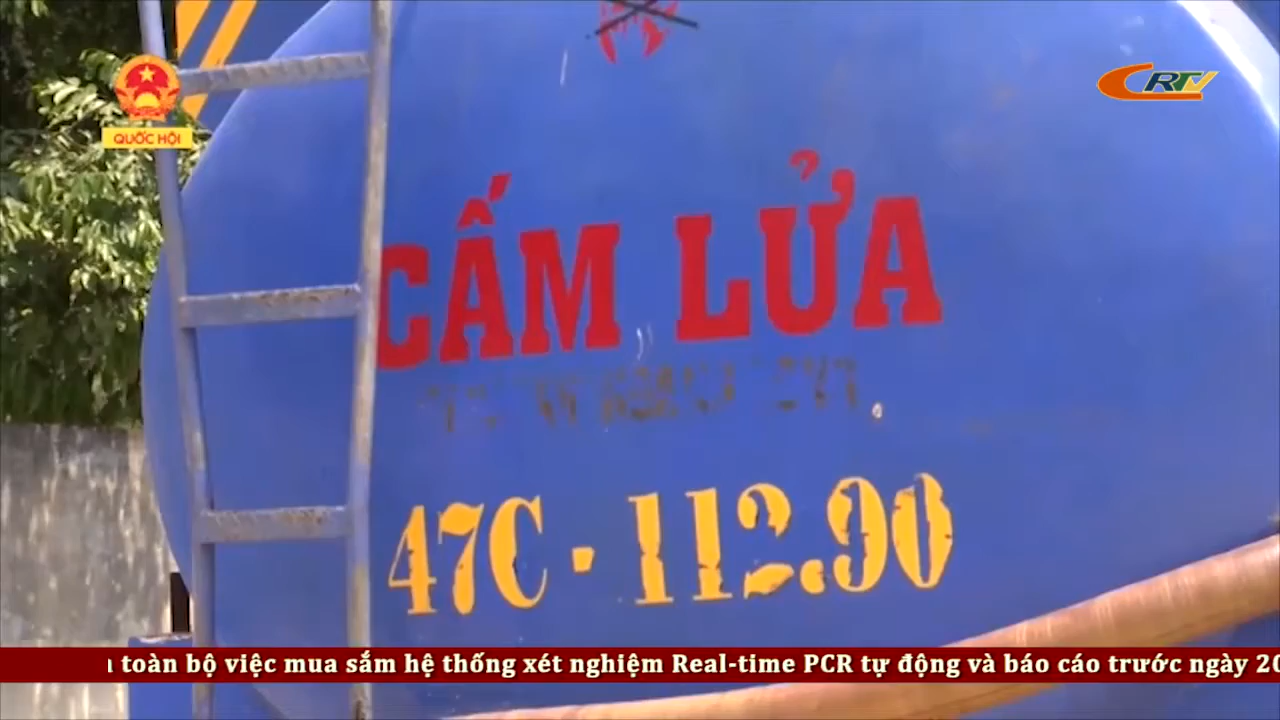 QUỐC HỘI
CRTV
CẤM LỬA
47C - 112.90
toàn bộ việc mua sắm hệ thống xét nghiệm Real-time PCR tự động và báo cáo trước ngày 20